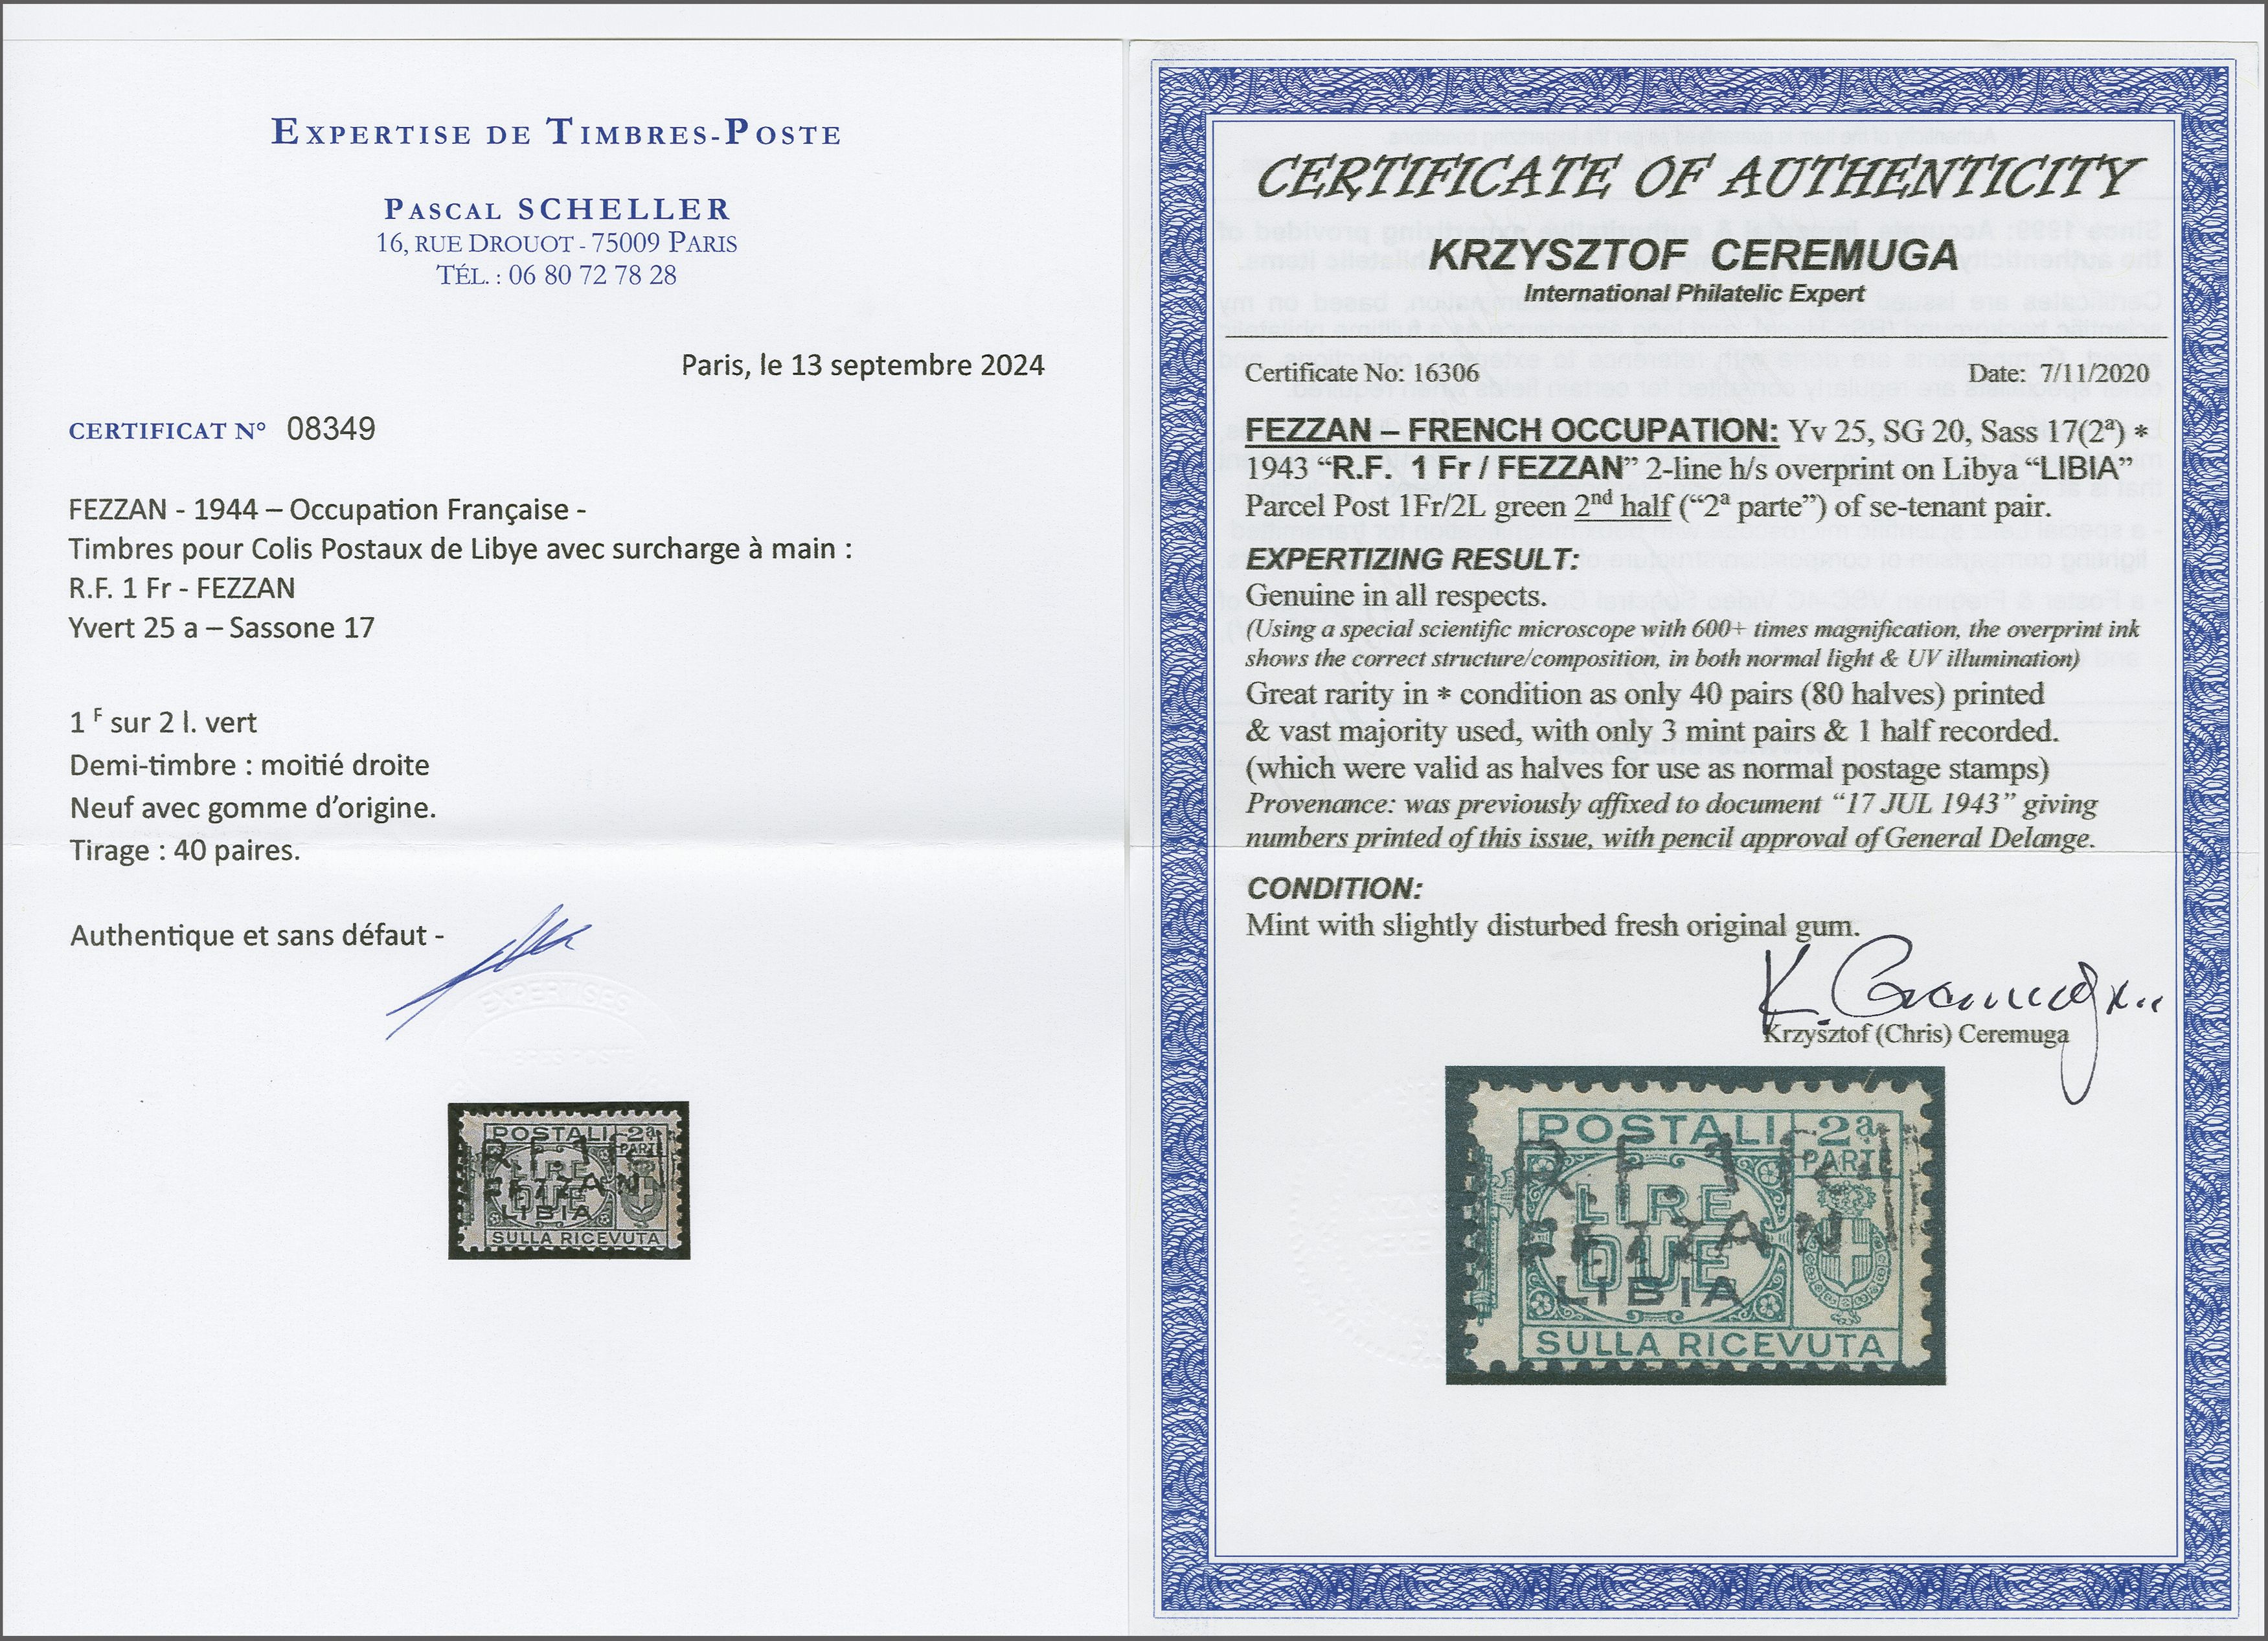 EXPERTISE DE TIMBRES-POSTE
PASCAL SCHELLER
16, RUE DROUOT - 75009 PARIS
TÉL. : 06 80 72 78 28
Paris, le 13 septembre 2024
CERTIFICAT N° 08349
FEZZAN - 1944 – Occupation Française -
Timbres pour Colis Postaux de Libye avec surcharge à main :
R.F. 1 Fr - FEZZAN
Yvert 25 a – Sassone 17
1 F sur 2 l. vert
Demi-timbre : moitié droite
Neuf avec gomme d’origine.
Tirage : 40 paires.
Authentique et sans défaut -
EXPERTISES
POSTALI 2a
PARTE
R.F. 1 Fr
LIRE
FEZZAN
DUE
LIBIA
SULLA RICEVUTA
CERTIFICATE OF AUTHENTICITY
KRZYSZTOF CEREMUGA
International Philatelic Expert
Certificate No: 16306 Date: 7/11/2020
FEZZAN – FRENCH OCCUPATION: Yv 25, SG 20, Sass 17(2ª) *
1943 “R.F. 1 Fr / FEZZAN” 2-line h/s overprint on Libya “LIBIA”
Parcel Post 1Fr/2L green 2nd half (“2ª parte”) of se-tenant pair.
EXPERTIZING RESULT:
Genuine in all respects.
(Using a special scientific microscope with 600+ times magnification, the overprint ink
shows the correct structure/composition, in both normal light & UV illumination)
Great rarity in * condition as only 40 pairs (80 halves) printed
& vast majority used, with only 3 mint pairs & 1 half recorded.
(which were valid as halves for use as normal postage stamps)
Provenance: was previously affixed to document “17 JUL 1943” giving
numbers printed of this issue, with pencil approval of General Delange.
CONDITION:
Mint with slightly disturbed fresh original gum.
K. Ceremuga
Krzysztof (Chris) Ceremuga
POSTALI 2a
PARTE
R.F. 1 Fr
LIRE
FEZZAN
DUE
LIBIA
SULLA RICEVUTA